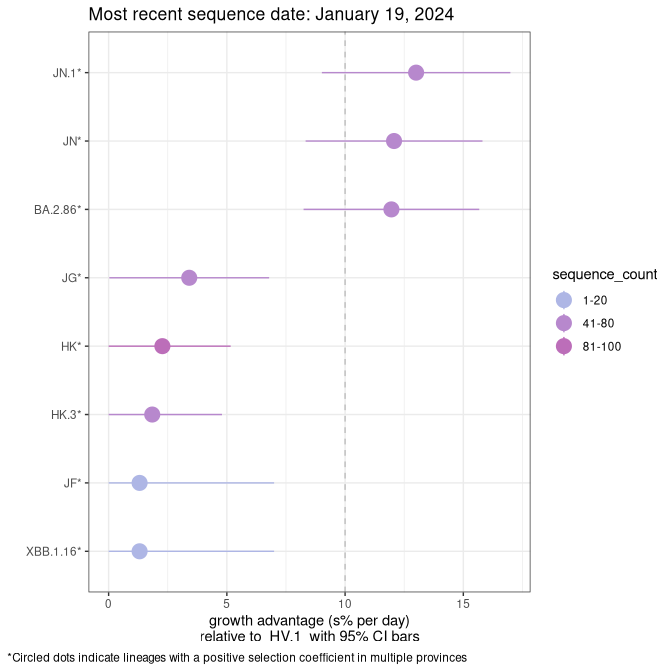 Most recent sequence date: January 19, 2024
JN.1*
JN*
BA.2.86*
JG*
HK*
HK.3*
JF*
XBB.1.16*
0 5 10 15
growth advantage (s% per day)
relative to HV.1 with 95% CI bars
sequence_count
1-20
41-80
81-100
*Circled dots indicate lineages with a positive selection coefficient in multiple provinces